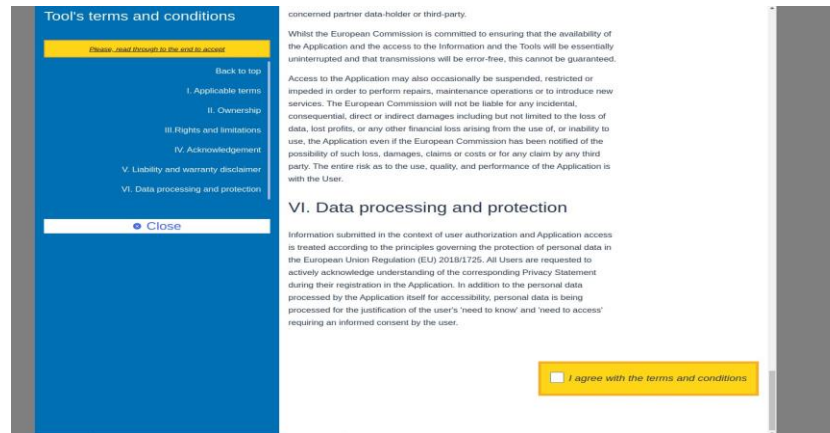 Tool's terms and conditions
Please, read through to the end to accept
Back to top
I. Applicable terms
II. Ownership
III.Rights and limitations
IV. Acknowledgement
V. Liability and warranty disclaimer
VI. Data processing and protection
Close
concerned partner data-holder or third-party.
Whilst the European Commission is committed to ensuring that the availability of
the Application and the access to the Information and the Tools will be essentially
uninterrupted and that transmissions will be error-free, this cannot be guaranteed.
Access to the Application may also occasionally be suspended, restricted or
impeded in order to perform repairs, maintenance operations or to introduce new
services. The European Commission will not be liable for any incidental,
consequential, direct or indirect damages including but not limited to the loss of
data, lost profits, or any other financial loss arising from the use of, or inability to
use, the Application even if the European Commission has been notified of the
possibility of such loss, damages, claims or costs or for any claim by any third
party. The entire risk as to the use, quality, and performance of the Application is
with the User.
VI. Data processing and protection
Information submitted in the context of user authorization and Application access
is treated according to the principles governing the protection of personal data in
the European Union Regulation (EU) 2018/1725. All Users are requested to
actively acknowledge understanding of the corresponding Privacy Statement
during their registration in the Application. In addition to the personal data
processed by the Application itself for accessibility, personal data is being
processed for the justification of the user's 'need to know' and 'need to access'
requiring an informed consent by the user.
I agree with the terms and conditions